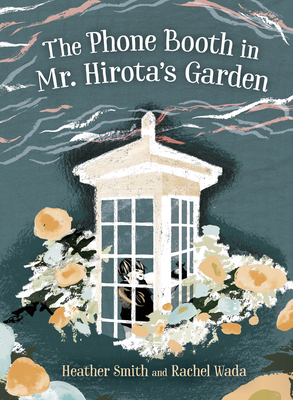 The Phone Booth in
Mr. Hirota's Garden
Heather Smith and Rachel Wada